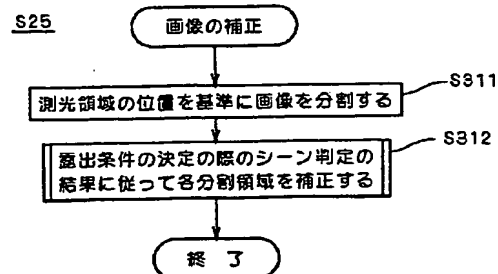 S25
画像の補正
測光領域の位置を基準に画像を分割する
S311
露出条件の決定の際のシーン判定の
結果に従って各分割領域を補正する
S312
終 了